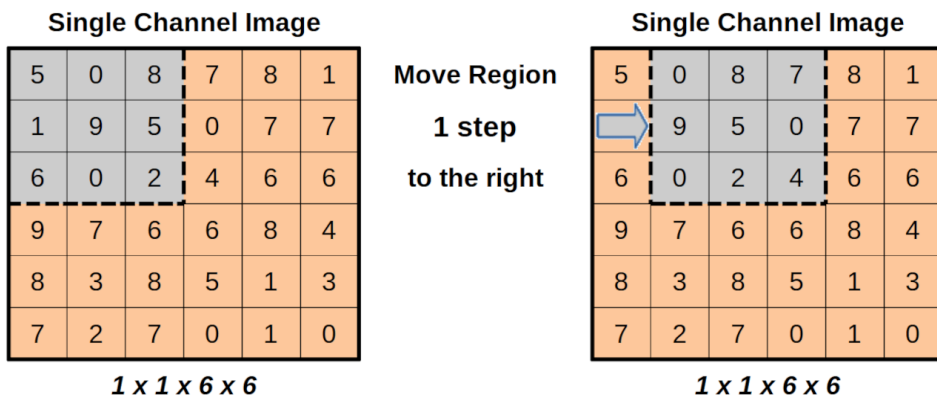 Single Channel Image
5 0 8 7 8 1
1 9 5 0 7 7
6 0 2 4 6 6
9 7 6 6 8 4
8 3 8 5 1 3
7 2 7 0 1 0
1 x 1 x 6 x 6
Move Region
1 step
to the right
Single Channel Image
5 0 8 7 8 1
9 5 0 7 7
6 0 2 4 6 6
9 7 6 6 8 4
8 3 8 5 1 3
7 2 7 0 1 0
1 x 1 x 6 x 6